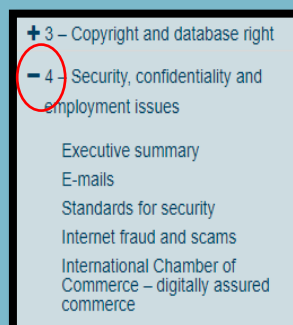 + 3 – Copyright and database right
– 4 – Security, confidentiality and
employment issues
Executive summary
E-mails
Standards for security
Internet fraud and scams
International Chamber of
Commerce – digitally assured
commerce